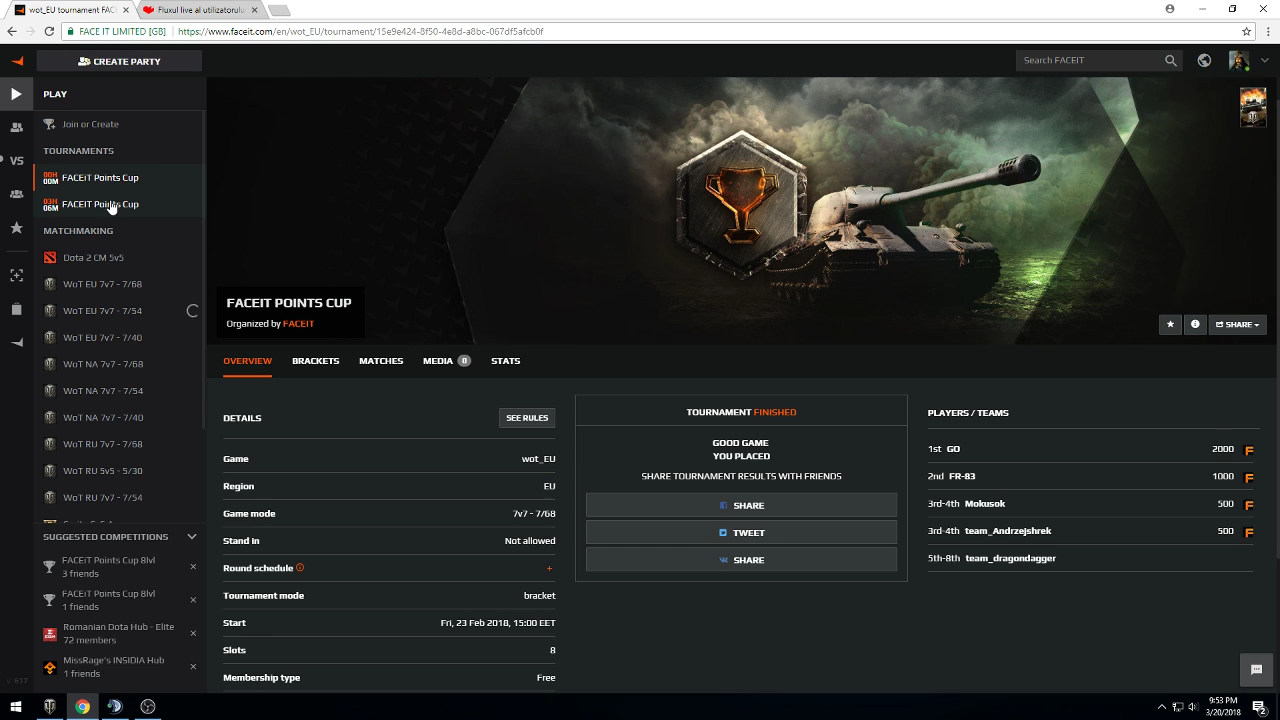 wot_EU tournament FAC
Fluxul live al utilizatorulu
FACE IT LIMITED [GB]
https://www.faceit.com/en/wot_EU/tournament/15e9e424-8f50-4e8d-a8bc-067df5afcb0f
CREATE PARTY
Search FACEIT
PLAY
Join or Create
TOURNAMENTS
00H
00M
FACEiT Points Cup
03H
06M
FACEIT Points Cup
MATCHMAKING
VS
Dota 2 CM 5v5
WoT EU 7v7 - 7/68
WoT EU 7v7 - 7/54
WoT EU 7v7 - 7/40
WoT NA 7v7 - 7/68
WoT NA 7v7 - 7/54
WoT NA 7v7 - 7/40
WoT RU 7v7 - 7/68
WoT RU 5v5 - 5/30
WoT RU 7v7 - 7/54
SUGGESTED COMPETITIONS
FACEiT Points Cup 8lvl
3 friends
FACEiT Points Cup 8lvl
1 friends
Romanian Dota Hub - Elite
72 members
MissRage's INSIDIA Hub
1 friends
v. 617
FACEIT POINTS CUP
Organized by FACEIT
SHARE
OVERVIEW
BRACKETS
MATCHES
MEDIA 0
STATS
DETAILS
SEE RULES
Game wot_EU
Region EU
Game mode 7v7 - 7/68
Stand in Not allowed
Round schedule +
Tournament mode bracket
Start Fri, 23 Feb 2018, 15:00 EET
Slots 8
Membership type Free
TOURNAMENT FINISHED
GOOD GAME
YOU PLACED
SHARE TOURNAMENT RESULTS WITH FRIENDS
SHARE
TWEET
SHARE
PLAYERS / TEAMS
1st GO 2000 F
2nd FR-83 1000 F
3rd-4th Mokusok 500 F
3rd-4th team_Andrzejshrek 500 F
5th-8th team_dragondagger
9:53 PM
3/20/2018
2